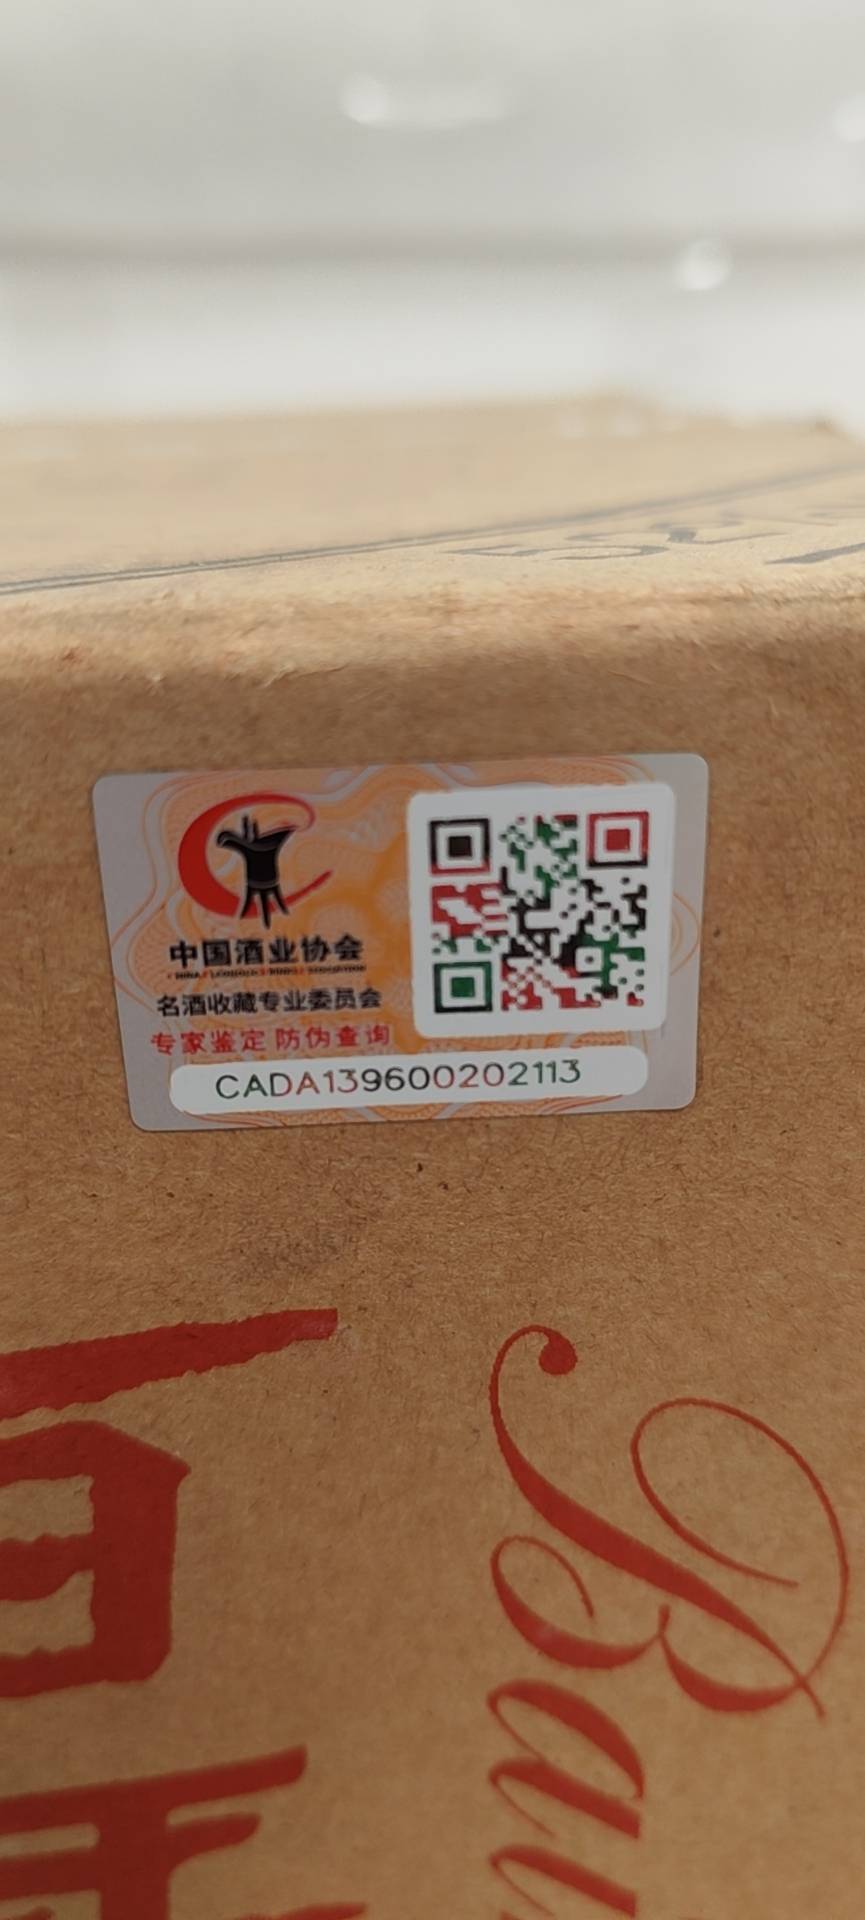 中国酒业协会
名酒收藏专业委员会
专家鉴定 防伪查询
CADA139600202113
Bai